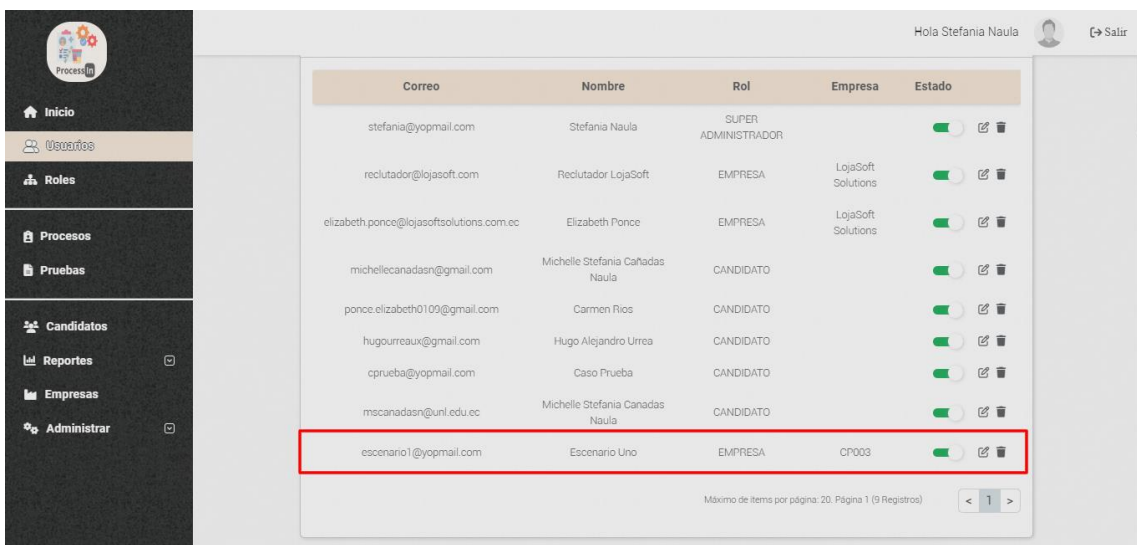 Hola Stefania Naula
Salir
Process In
Inicio
Usuarios
Roles
Procesos
Pruebas
Candidatos
Reportes
Empresas
Administrar
Correo Nombre Rol Empresa Estado
stefania@yopmail.com Stefania Naula SUPER
ADMINISTRADOR
reclutador@lojasoft.com Reclutador LojaSoft EMPRESA LojaSoft
Solutions
elizabeth.ponce@lojasoftsolutions.com.ec Elizabeth Ponce EMPRESA LojaSoft
Solutions
michellecanadasn@gmail.com Michelle Stefania Cañadas
Naula CANDIDATO
ponce.elizabeth0109@gmail.com Carmen Rios CANDIDATO
hugourreaux@gmail.com Hugo Alejandro Urrea CANDIDATO
cprueba@yopmail.com Caso Prueba CANDIDATO
mscanadasn@unl.edu.ec Michelle Stefania Canadas
Naula CANDIDATO
escenario1@yopmail.com Escenario Uno EMPRESA CP003
Máximo de items por página: 20. Página 1 (9 Registros) < 1 >